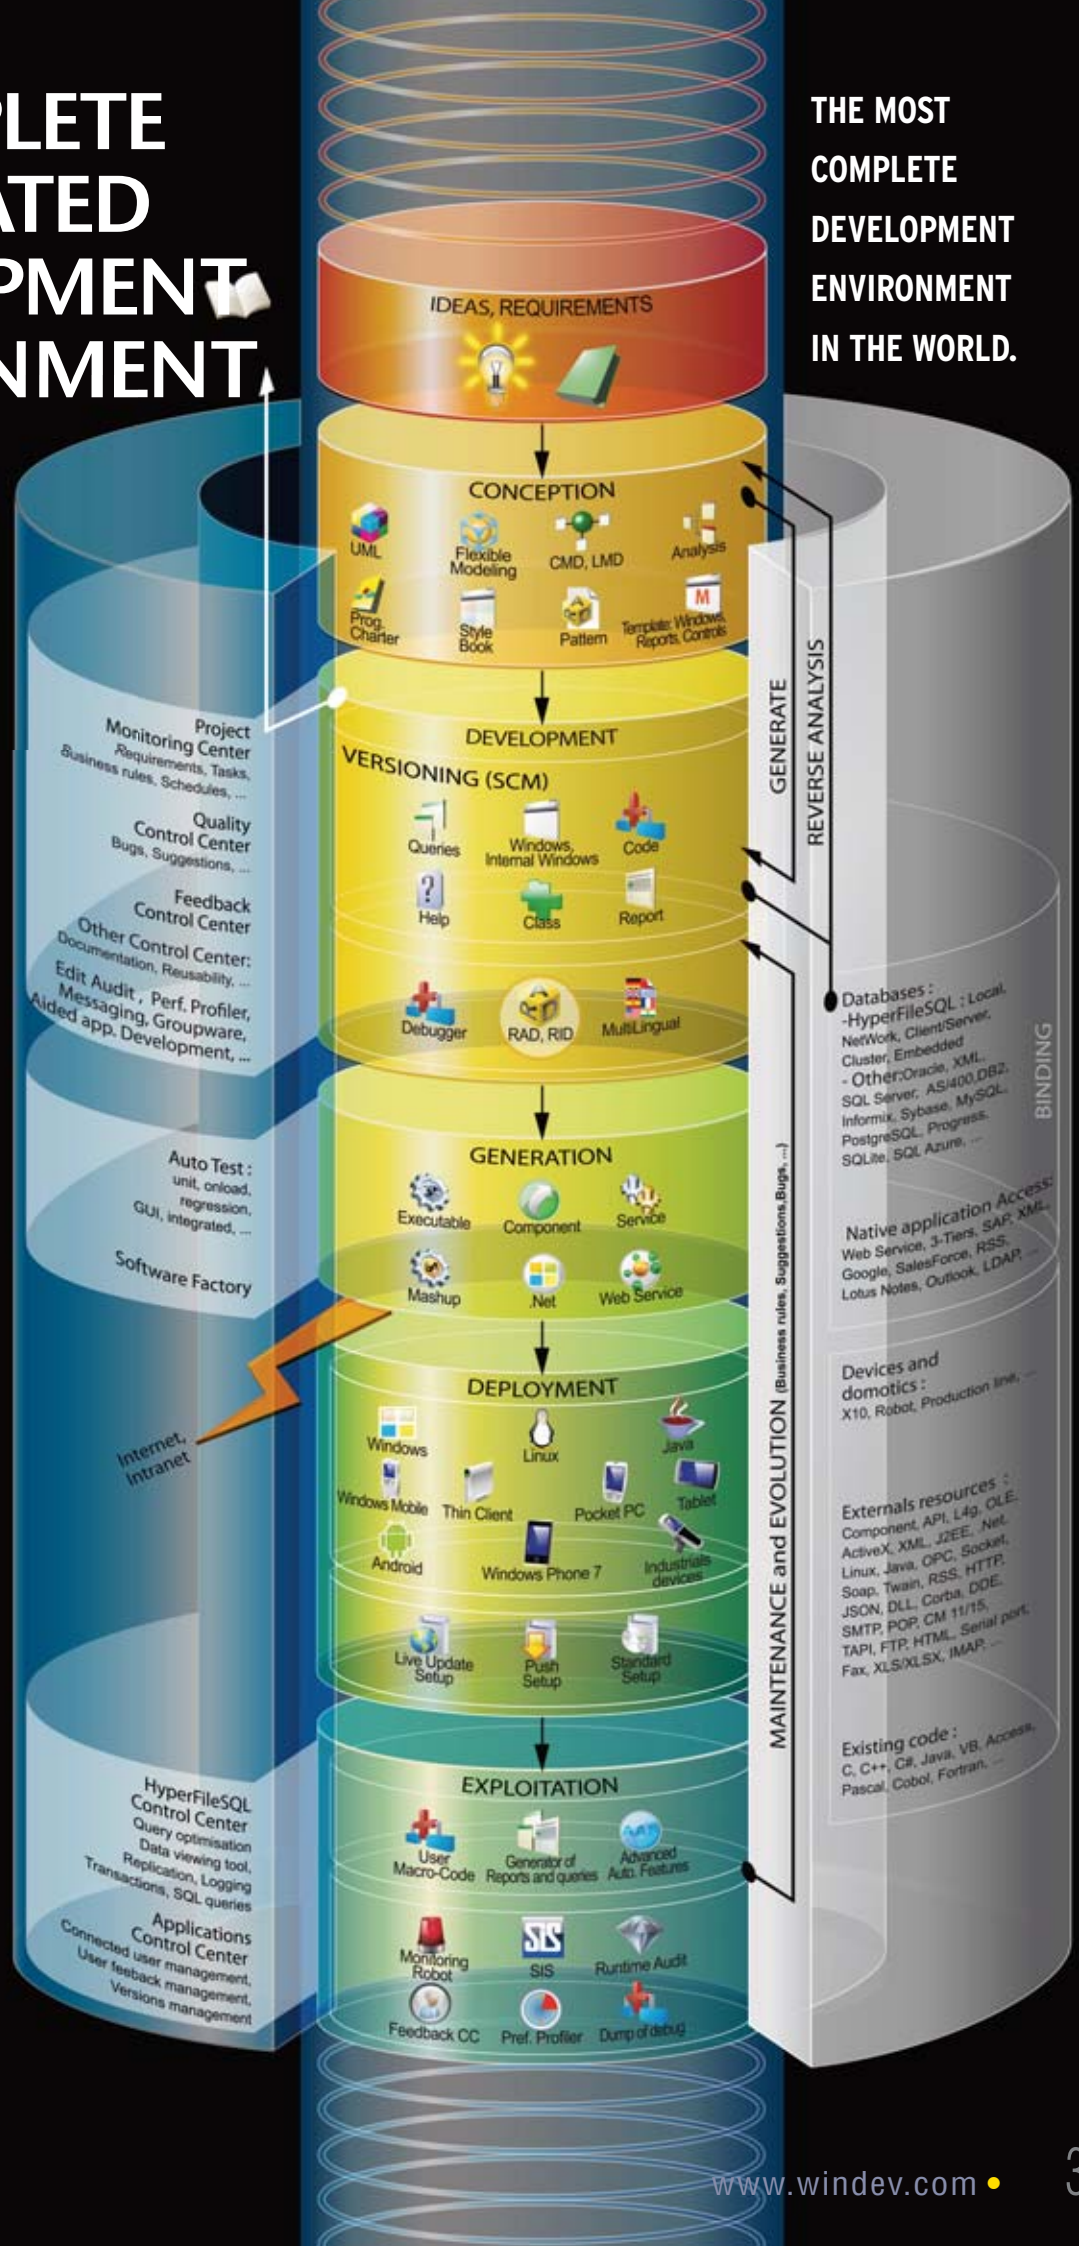 PLETE
ATED
PMENT
NMENT
THE MOST
COMPLETE
DEVELOPMENT
ENVIRONMENT
IN THE WORLD.
IDEAS, REQUIREMENTS
CONCEPTION
UML
Flexible
Modeling
CMD, LMD
Analysis
Prog.
Charter
Style
Book
Pattern
Template: Windows,
Reports, Controls
DEVELOPMENT
VERSIONING (SCM)
Queries
Windows,
Internal Windows
Code
Help
Class
Report
Debugger
RAD, RID
MultiLingual
GENERATION
Executable
Component
Service
Mashup
.Net
Web Service
DEPLOYMENT
Windows
Linux
Java
Windows Mobile
Thin Client
Pocket PC
Tablet
Android
Windows Phone 7
Industrials
devices
Live Update
Setup
Push
Setup
Standard
Setup
EXPLOITATION
User
Macro-Code
Generator of
Reports and queries
AAF
Advanced
Auto. Features
Monitoring
Robot
SIS
SIS
Runtime Audit
Feedback CC
Pref. Profiler
Dump of debug
Project
Monitoring Center
Requirements, Tasks,
Business rules, Schedules, ...
Quality
Control Center
Bugs, Suggestions, ...
Feedback
Control Center
Other Control Center:
Documentation, Reusability, ...
Edit Audit , Perf. Profiler,
Messaging, Groupware,
Aided app. Development, ...
Auto Test :
unit, onload,
regression,
GUI, integrated, ...
Software Factory
Internet,
Intranet
HyperFileSQL
Control Center
Query optimisation
Data viewing tool,
Replication, Logging
Transactions, SQL queries
Applications
Control Center
Connected user management,
User feeback management,
Versions management
GENERATE
REVERSE ANALYSIS
MAINTENANCE and EVOLUTION (Business rules, Suggestions,Bugs, ...)
BINDING
Databases :
-HyperFileSQL : Local,
NetWork, Client/Server,
Cluster, Embedded
- Other:Oracle, XML,
SQL Server, AS/400,DB2,
Informix, Sybase, MySQL,
PostgreSQL, Progress,
SQLite, SQL Azure, ...
Native application Access:
Web Service, 3-Tiers, SAP, XML,
Google, SalesForce, RSS,
Lotus Notes, Outlook, LDAP, ...
Devices and
domotics :
X10, Robot, Production line, ...
Externals resources :
Component, API, L4g, OLE,
ActiveX, XML, J2EE, .Net,
Linux, Java, OPC, Socket,
Soap, Twain, RSS, HTTP,
JSON, DLL, Corba, DDE,
SMTP, POP, CM 11/15,
TAPI, FTP, HTML, Serial port,
Fax, XLS/XLSX, IMAP, ...
Existing code :
C, C++, C#, Java, VB, Access,
Pascal, Cobol, Fortran, ...
www.windev.com •
3